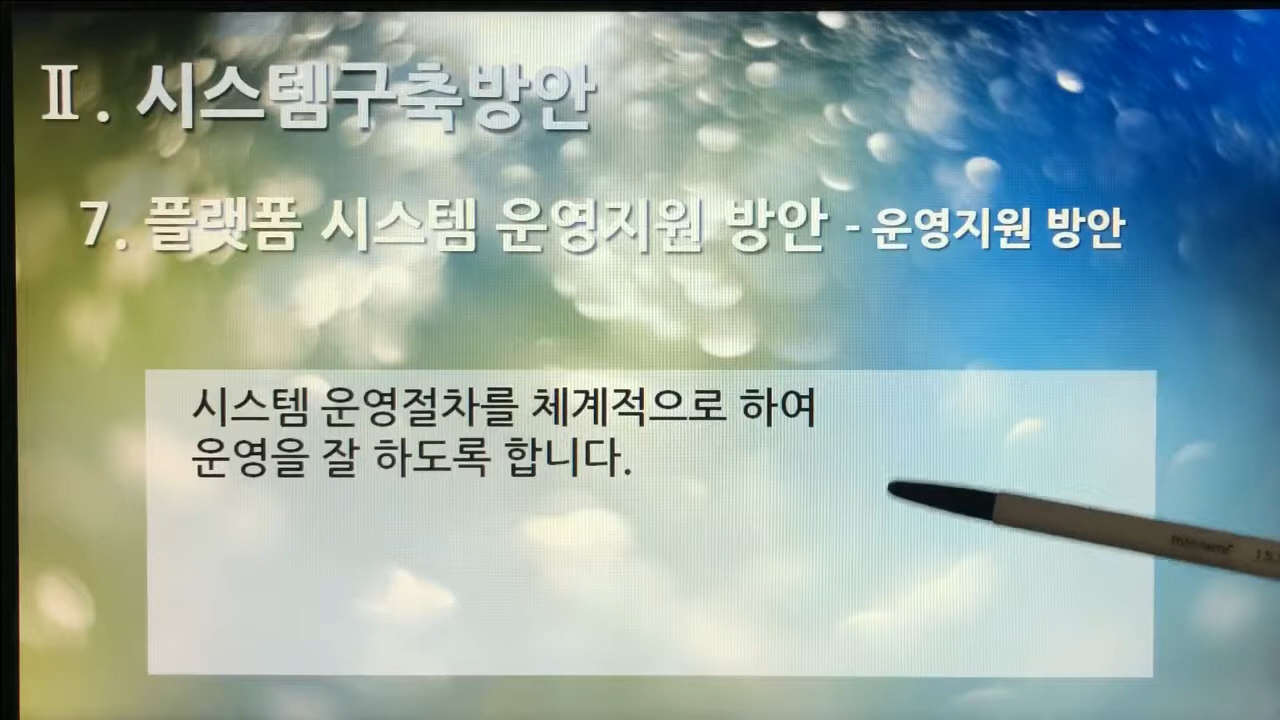 Ⅱ. 시스템구축방안
7. 플랫폼 시스템 운영지원 방안 - 운영지원 방안
시스템 운영절차를 체계적으로 하여
운영을 잘 하도록 합니다.